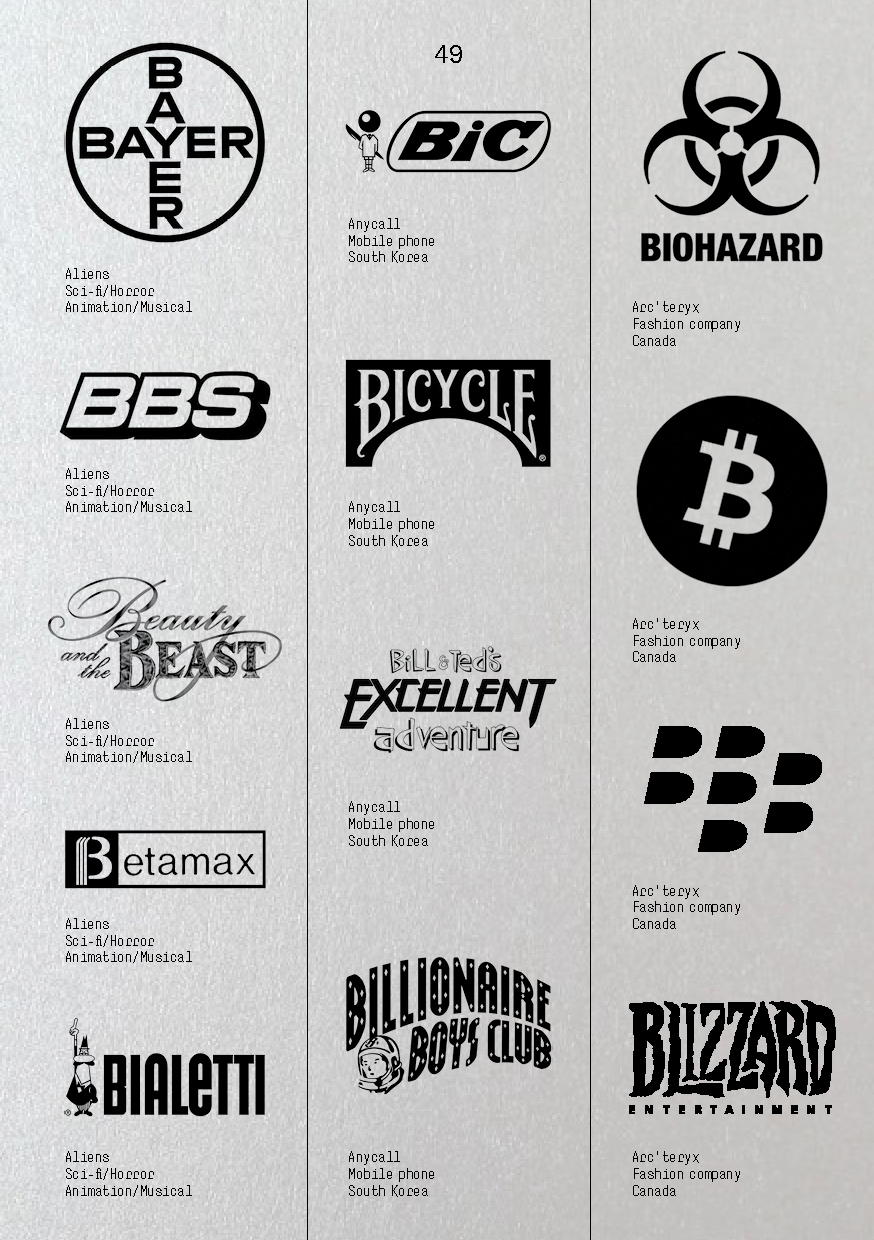 BAYER
BAYER
Aliens
Sci-fi/Horror
Animation/Musical
BBS
Aliens
Sci-fi/Horror
Animation/Musical
Beauty
and the BEAST
Aliens
Sci-fi/Horror
Animation/Musical
Betamax
Aliens
Sci-fi/Horror
Animation/Musical
®
BIALeTTI
Aliens
Sci-fi/Horror
Animation/Musical
49
BiC
Anycall
Mobile phone
South Korea
BICYCLE
®
Anycall
Mobile phone
South Korea
BiLL & Ted's
EXCELLENT
adventure
Anycall
Mobile phone
South Korea
BILLIONAIRE
BOYS CLUB
Anycall
Mobile phone
South Korea
BIOHAZARD
Arc'teryx
Fashion company
Canada
₿
Arc'teryx
Fashion company
Canada
Arc'teryx
Fashion company
Canada
BLIZZARD
ENTERTAINMENT
Arc'teryx
Fashion company
Canada